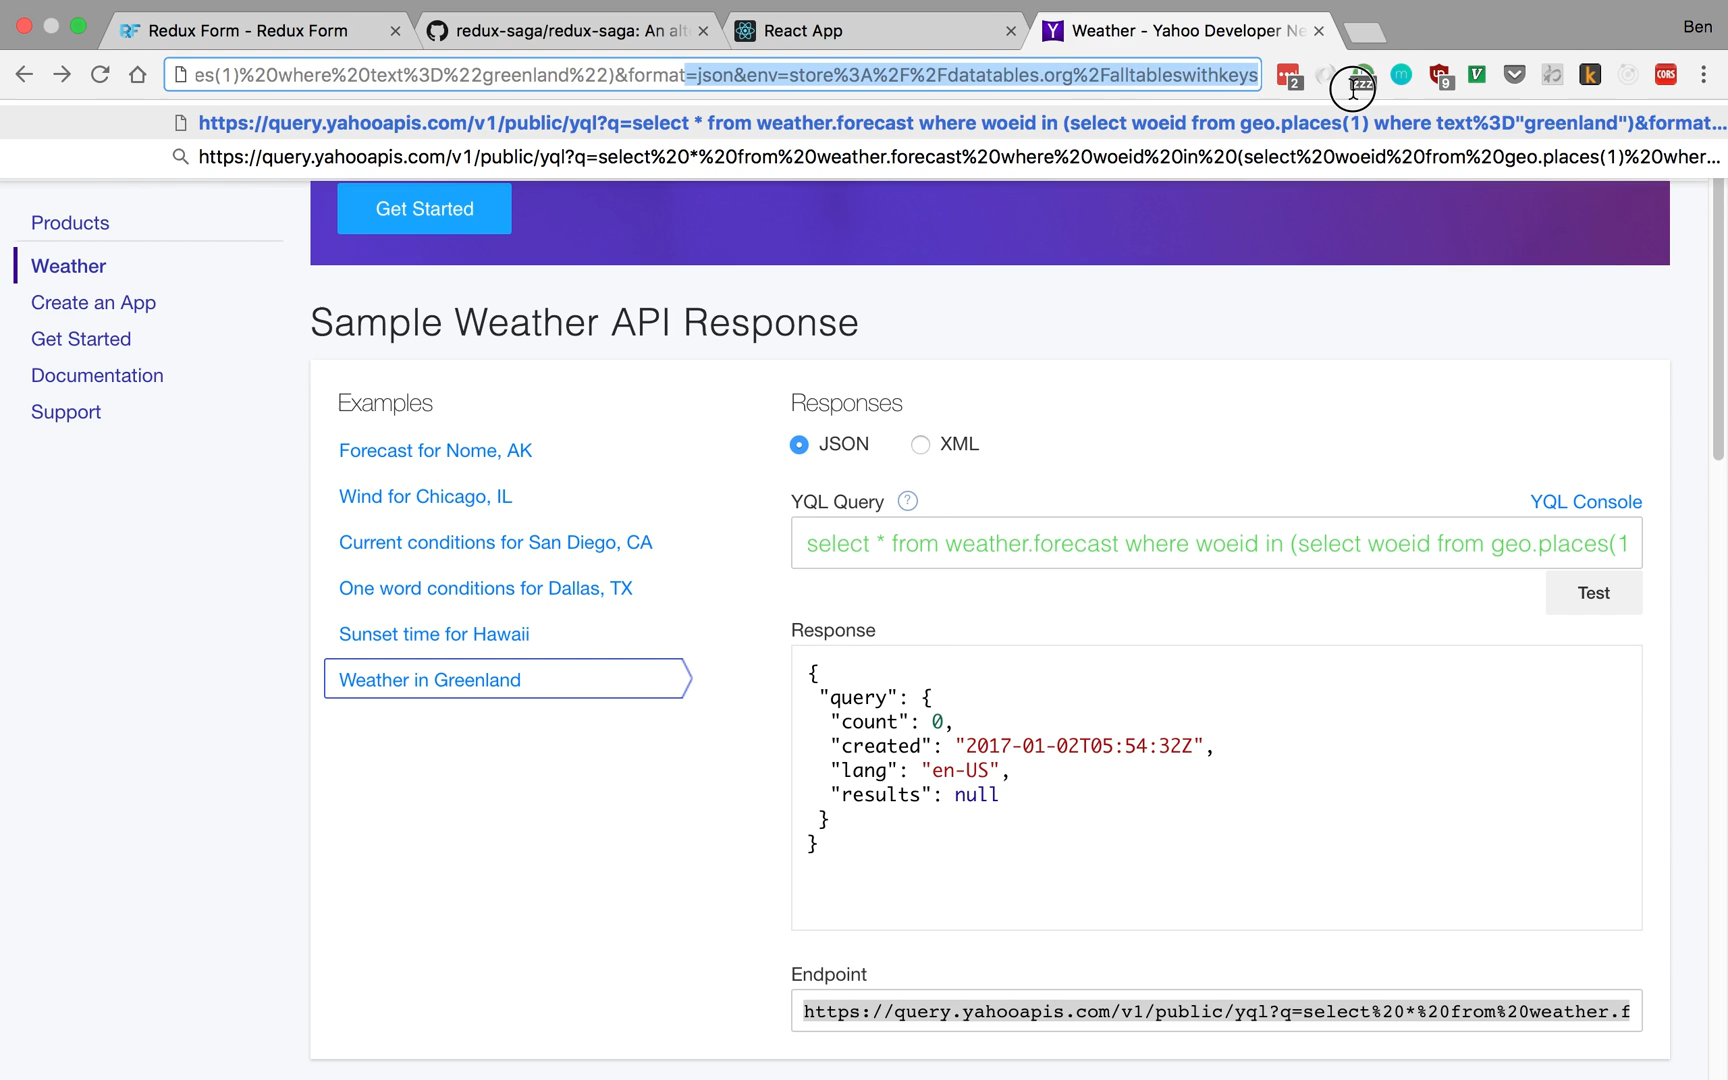 Redux Form - Redux Form
redux-saga/redux-saga: An alt
React App
Weather - Yahoo Developer Ne
Ben
es(1)%20where%20text%3D%22greenland%22)&format=json&env=store%3A%2F%2Fdatatables.org%2Falltableswithkeys
2
222
m
9
V
k
CORS
https://query.yahooapis.com/v1/public/yql?q=select * from weather.forecast where woeid in (select woeid from geo.places(1) where text%3D"greenland")&format...
https://query.yahooapis.com/v1/public/yql?q=select%20*%20from%20weather.forecast%20where%20woeid%20in%20(select%20woeid%20from%20geo.places(1)%20wher...
Get Started
Products
Weather
Create an App
Get Started
Documentation
Support
Sample Weather API Response
Examples
Forecast for Nome, AK
Wind for Chicago, IL
Current conditions for San Diego, CA
One word conditions for Dallas, TX
Sunset time for Hawaii
Weather in Greenland
Responses
JSON
XML
YQL Query
?
YQL Console
select * from weather.forecast where woeid in (select woeid from geo.places(1
Test
Response
{
"query": {
"count": 0,
"created": "2017-01-02T05:54:32Z",
"lang": "en-US",
"results": null
}
}
Endpoint
https://query.yahooapis.com/v1/public/yql?q=select%20*%20from%20weather.f